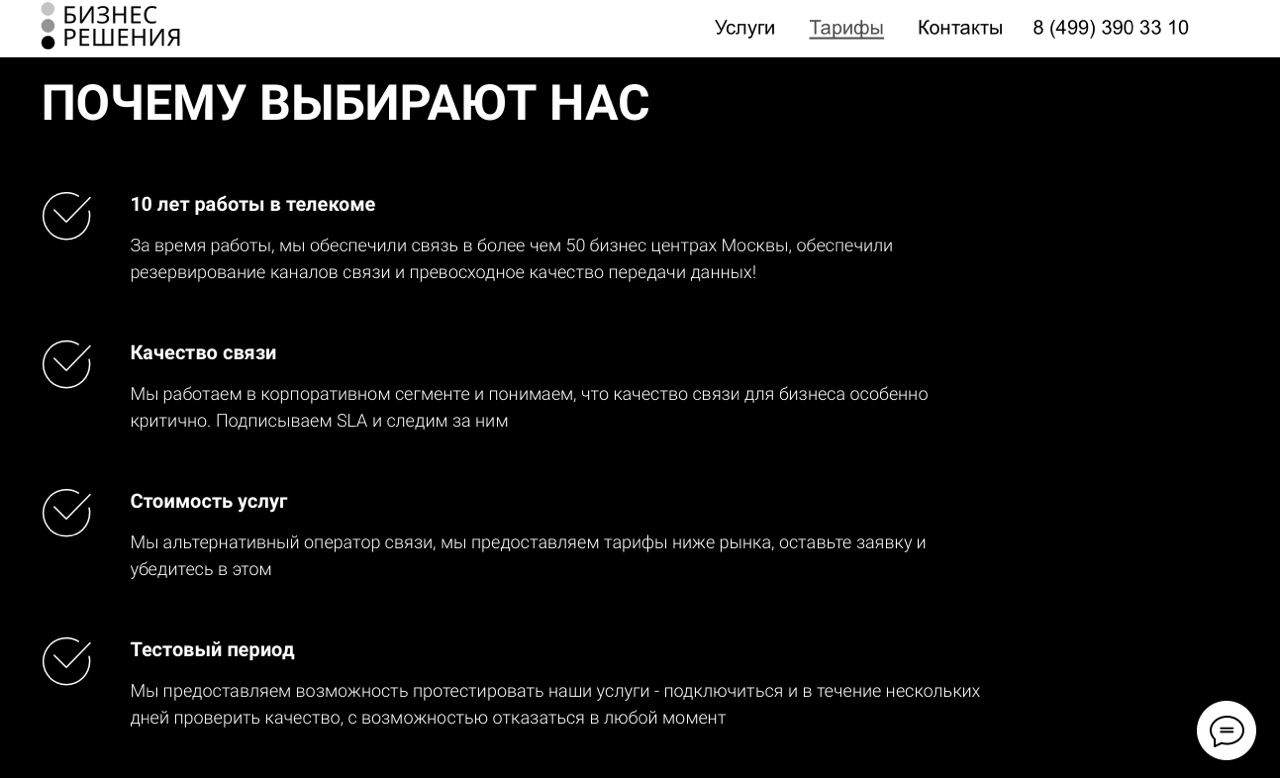 БИЗНЕС
РЕШЕНИЯ
Услуги Тарифы Контакты 8 (499) 390 33 10
ПОЧЕМУ ВЫБИРАЮТ НАС
10 лет работы в телекоме
За время работы, мы обеспечили связь в более чем 50 бизнес центрах Москвы, обеспечили
резервирование каналов связи и превосходное качество передачи данных!
Качество связи
Мы работаем в корпоративном сегменте и понимаем, что качество связи для бизнеса особенно
критично. Подписываем SLA и следим за ним
Стоимость услуг
Мы альтернативный оператор связи, мы предоставляем тарифы ниже рынка, оставьте заявку и
убедитесь в этом
Тестовый период
Мы предоставляем возможность протестировать наши услуги - подключиться и в течение нескольких
дней проверить качество, с возможностью отказаться в любой момент